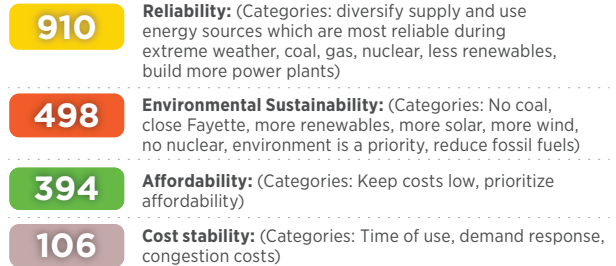 910
Reliability: (Categories: diversify supply and use
energy sources which are most reliable during
extreme weather, coal, gas, nuclear, less renewables,
build more power plants)
498
Environmental Sustainability: (Categories: No coal,
close Fayette, more renewables, more solar, more wind,
no nuclear, environment is a priority, reduce fossil fuels)
394
Affordability: (Categories: Keep costs low, prioritize
affordability)
106
Cost stability: (Categories: Time of use, demand response,
congestion costs)